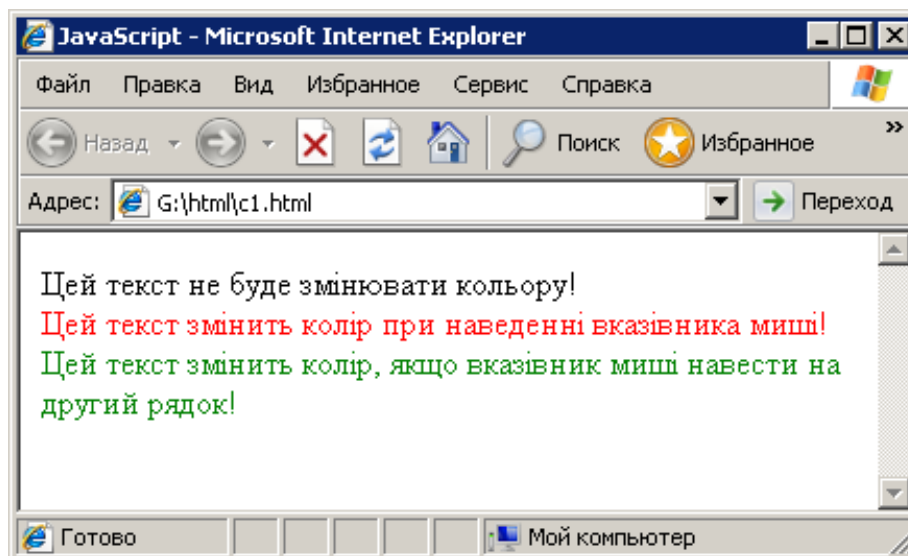 JavaScript - Microsoft Internet Explorer
Файл Правка Вид Избранное Сервис Справка
Назад Поиск Избранное »
Адрес: G:\html\c1.html Переход
Цей текст не буде змінювати кольору!
Цей текст змінить колір при наведенні вказівника миші!
Цей текст змінить колір, якщо вказівник миші навести на
другий рядок!
Готово Мой компьютер